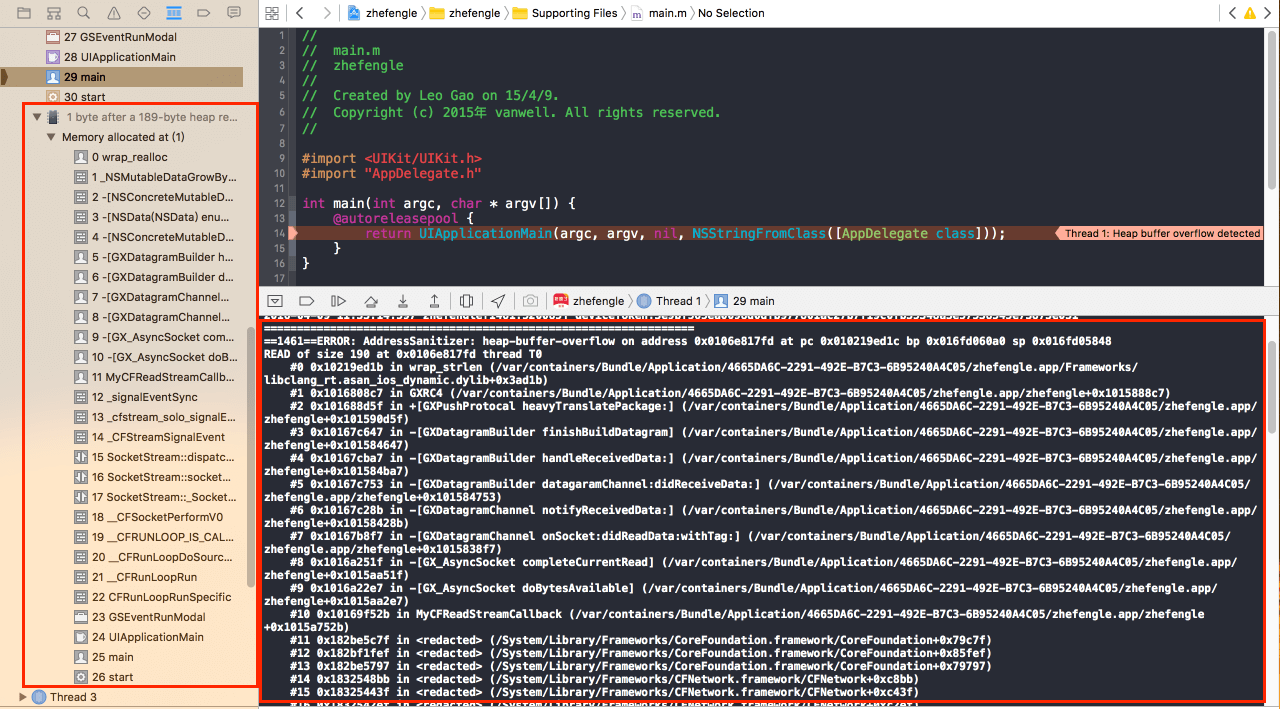 zhefengle
zhefengle
Supporting Files
main.m
No Selection
27 GSEventRunModal
28 UIApplicationMain
29 main
30 start
1 byte after a 189-byte heap re...
Memory allocated at (1)
0 wrap_realloc
1 _NSMutableDataGrowBy...
2 -[NSConcreteMutableD...
3 -[NSData(NSData) enu...
4 -[NSConcreteMutableD...
5 -[GXDatagramBuilder h...
6 -[GXDatagramBuilder d...
7 -[GXDatagramChannel...
8 -[GXDatagramChannel...
9 -[GX_AsyncSocket com...
10 -[GX_AsyncSocket doB...
11 MyCFReadStreamCallb...
12 _signalEventSync
13 _cfstream_solo_signalE...
14 _CFStreamSignalEvent
15 SocketStream::dispatc...
16 SocketStream::socket...
17 SocketStream::_Socket...
18 __CFSocketPerformV0
19 __CFRUNLOOP_IS_CAL...
20 __CFRunLoopDoSourc...
21 __CFRunLoopRun
22 CFRunLoopRunSpecific
23 GSEventRunModal
24 UIApplicationMain
25 main
26 start
Thread 3
1 //
2 //  main.m
3 //  zhefengle
4 //
5 //  Created by Leo Gao on 15/4/9.
6 //  Copyright (c) 2015年 vanwell. All rights reserved.
7 //
8
9 #import <UIKit/UIKit.h>
10 #import "AppDelegate.h"
11
12 int main(int argc, char * argv[]) {
13     @autoreleasepool {
14         return UIApplicationMain(argc, argv, nil, NSStringFromClass([AppDelegate class])); Thread 1: Heap buffer overflow detected
15     }
16 }
17
zhefengle
Thread 1
29 main
=================================================================
==1461==ERROR: AddressSanitizer: heap-buffer-overflow on address 0x0106e817fd at pc 0x010219ed1c bp 0x016fd060a0 sp 0x016fd05848
READ of size 190 at 0x0106e817fd thread T0
#0 0x10219ed1b in wrap_strlen (/var/containers/Bundle/Application/4665DA6C-2291-492E-B7C3-6B95240A4C05/zhefengle.app/Frameworks/
libclang_rt.asan_ios_dynamic.dylib+0x3ad1b)
#1 0x1016808c7 in GXRC4 (/var/containers/Bundle/Application/4665DA6C-2291-492E-B7C3-6B95240A4C05/zhefengle.app/zhefengle+0x1015888c7)
#2 0x101688d5f in +[GXPushProtocal heavyTranslatePackage:] (/var/containers/Bundle/Application/4665DA6C-2291-492E-B7C3-6B95240A4C05/zhefengle.app/
zhefengle+0x101590d5f)
#3 0x10167c647 in -[GXDatagramBuilder finishBuildDatagram] (/var/containers/Bundle/Application/4665DA6C-2291-492E-B7C3-6B95240A4C05/zhefengle.app/
zhefengle+0x101584647)
#4 0x10167cba7 in -[GXDatagramBuilder handleReceivedData:] (/var/containers/Bundle/Application/4665DA6C-2291-492E-B7C3-6B95240A4C05/zhefengle.app/
zhefengle+0x101584ba7)
#5 0x10167c753 in -[GXDatagramBuilder datagaramChannel:didReceiveData:] (/var/containers/Bundle/Application/4665DA6C-2291-492E-B7C3-6B95240A4C05/
zhefengle.app/zhefengle+0x101584753)
#6 0x10167c28b in -[GXDatagramChannel notifyReceivedData:] (/var/containers/Bundle/Application/4665DA6C-2291-492E-B7C3-6B95240A4C05/zhefengle.app/
zhefengle+0x10158428b)
#7 0x10167b8f7 in -[GXDatagramChannel onSocket:didReadData:withTag:] (/var/containers/Bundle/Application/4665DA6C-2291-492E-B7C3-6B95240A4C05/
zhefengle.app/zhefengle+0x1015838f7)
#8 0x1016a251f in -[GX_AsyncSocket completeCurrentRead] (/var/containers/Bundle/Application/4665DA6C-2291-492E-B7C3-6B95240A4C05/zhefengle.app/
zhefengle+0x1015aa51f)
#9 0x1016a22e7 in -[GX_AsyncSocket doBytesAvailable] (/var/containers/Bundle/Application/4665DA6C-2291-492E-B7C3-6B95240A4C05/zhefengle.app/
zhefengle+0x1015aa2e7)
#10 0x10169f52b in MyCFReadStreamCallback (/var/containers/Bundle/Application/4665DA6C-2291-492E-B7C3-6B95240A4C05/zhefengle.app/zhefengle
+0x1015a752b)
#11 0x182be5c7f in <redacted> (/System/Library/Frameworks/CoreFoundation.framework/CoreFoundation+0x79c7f)
#12 0x182bf1fef in <redacted> (/System/Library/Frameworks/CoreFoundation.framework/CoreFoundation+0x85fef)
#13 0x182be5797 in <redacted> (/System/Library/Frameworks/CoreFoundation.framework/CoreFoundation+0x79797)
#14 0x1832548bb in <redacted> (/System/Library/Frameworks/CFNetwork.framework/CFNetwork+0xc8bb)
#15 0x18325443f in <redacted> (/System/Library/Frameworks/CFNetwork.framework/CFNetwork+0xc43f)